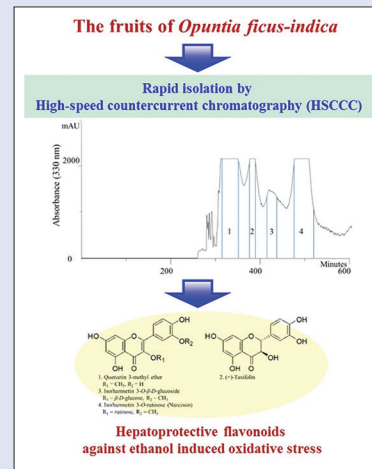 The fruits of Opuntia ficus-indica
Rapid isolation by
High-speed countercurrent chromatography (HSCCC)
mAU
2000
Absorbance (330 nm)
0
1
2
3
4
Minutes
200
400
600
OH
HO
OR₂
OR₁
OH
O
OH
OH
HO
O
OH
OH
O
1. Quercetin 3-methyl ether
R₁ = CH₃, R₂ = H
3. Isorhamnetin 3-O-β-D-glucoside
R₁ = β-D-glucose, R₂ = CH₃
4. Isorhamnetin 3-O-rutinose (Narcissin)
R₁ = rutinose, R₂ = CH₃
2. (+)-Taxifolin
Hepatoprotective flavonoids
against ethanol induced oxidative stress